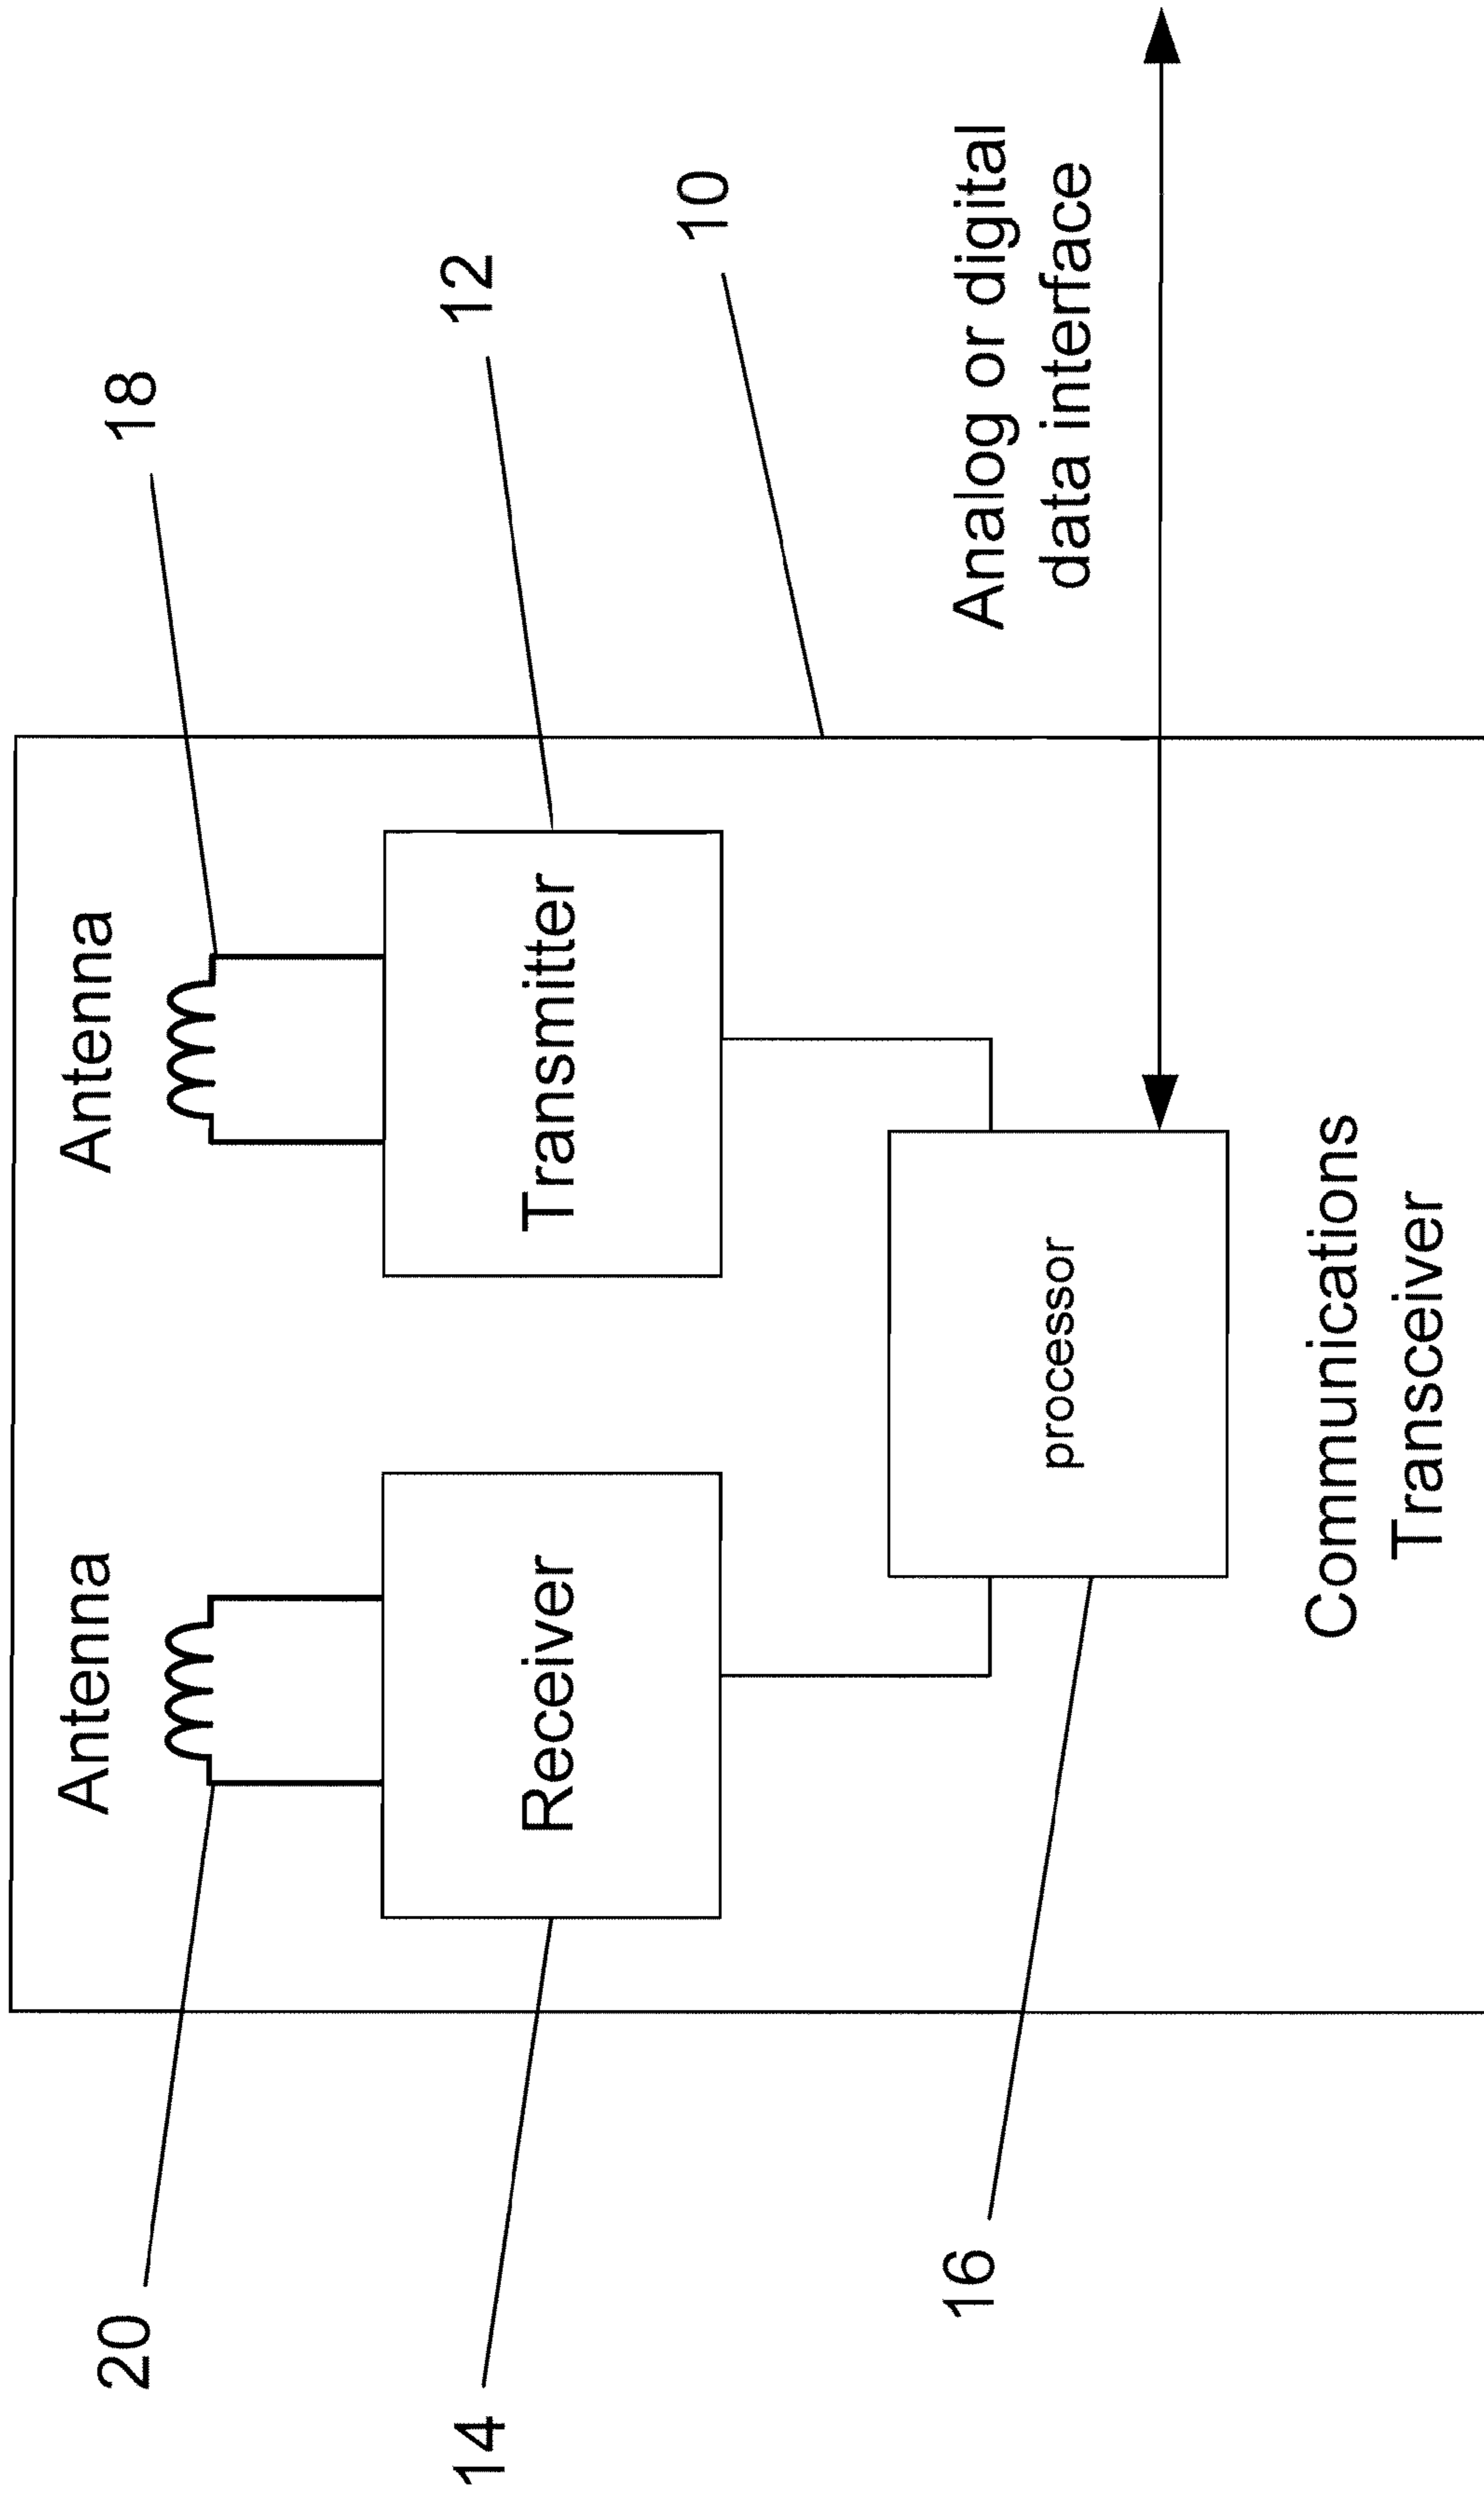 Antenna
Antenna
20
18
14
Receiver
Transmitter
12
16
processor
10
Analog or digital
data interface
Communications
Transceiver